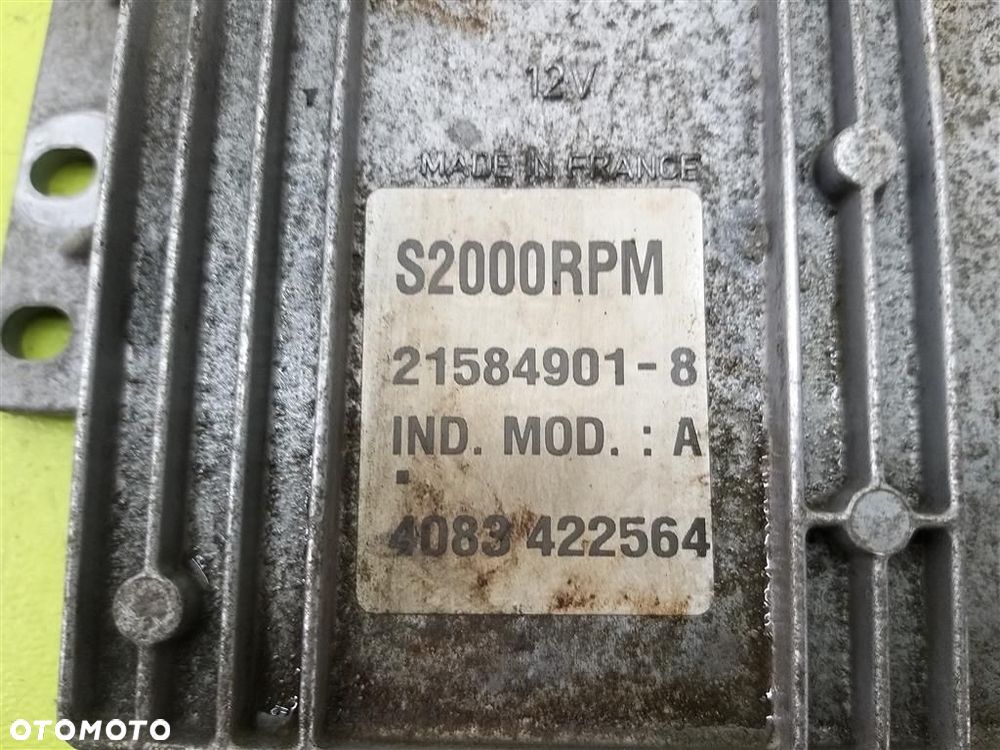 12V
MADE IN FRANCE
S2000RPM
21584901-8
IND. MOD. : A
4083 422564
OTOMOTO